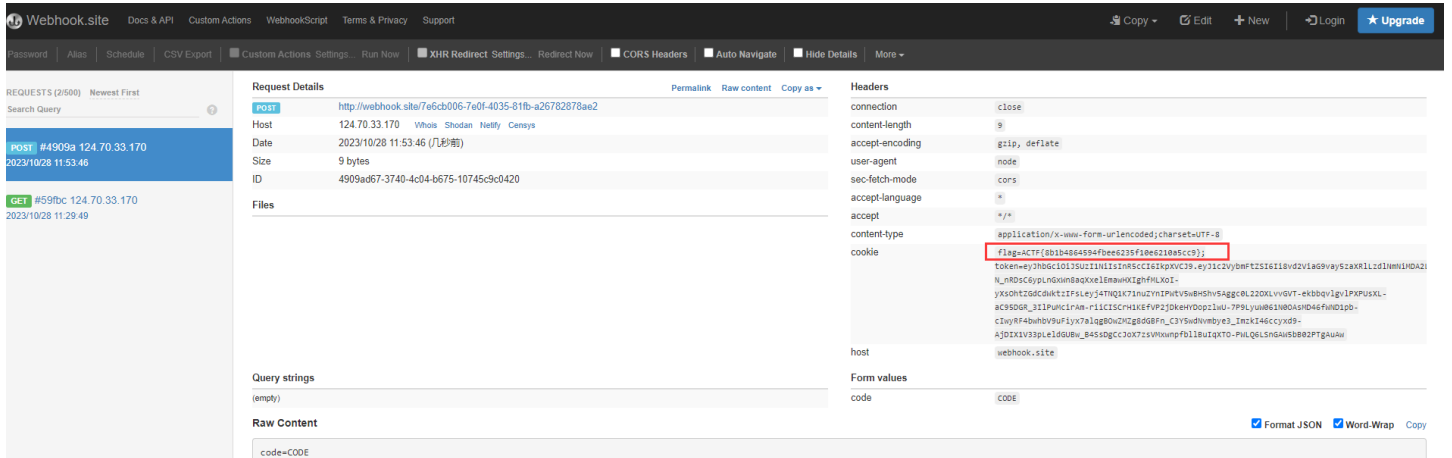 Webhook.site Docs & API Custom Actions WebhookScript Terms & Privacy Support Copy Edit New Login Upgrade
Password Alias Schedule CSV Export Custom Actions Settings... Run Now XHR Redirect Settings... Redirect Now CORS Headers Auto Navigate Hide Details More
REQUESTS (2/500) Newest First
Search Query
POST #4909a 124.70.33.170
2023/10/28 11:53:46
GET #59fbc 124.70.33.170
2023/10/28 11:29:49
Request Details Permalink Raw content Copy as
POST http://webhook.site/7e6cb006-7e0f-4035-81fb-a26782878ae2
Host 124.70.33.170 Whois Shodan Netify Censys
Date 2023/10/28 11:53:46 (几秒前)
Size 9 bytes
ID 4909ad67-3740-4c04-b675-10745c9c0420
Files
Headers
connection close
content-length 9
accept-encoding gzip, deflate
user-agent node
sec-fetch-mode cors
accept-language *
accept */*
content-type application/x-www-form-urlencoded;charset=UTF-8
cookie flag=ACTF{8b1b4864594fbee6235f10e6210a5cc9};
host webhook.site
Query strings
(empty)
Form values
code CODE
Raw Content Format JSON Word-Wrap Copy
code=CODE